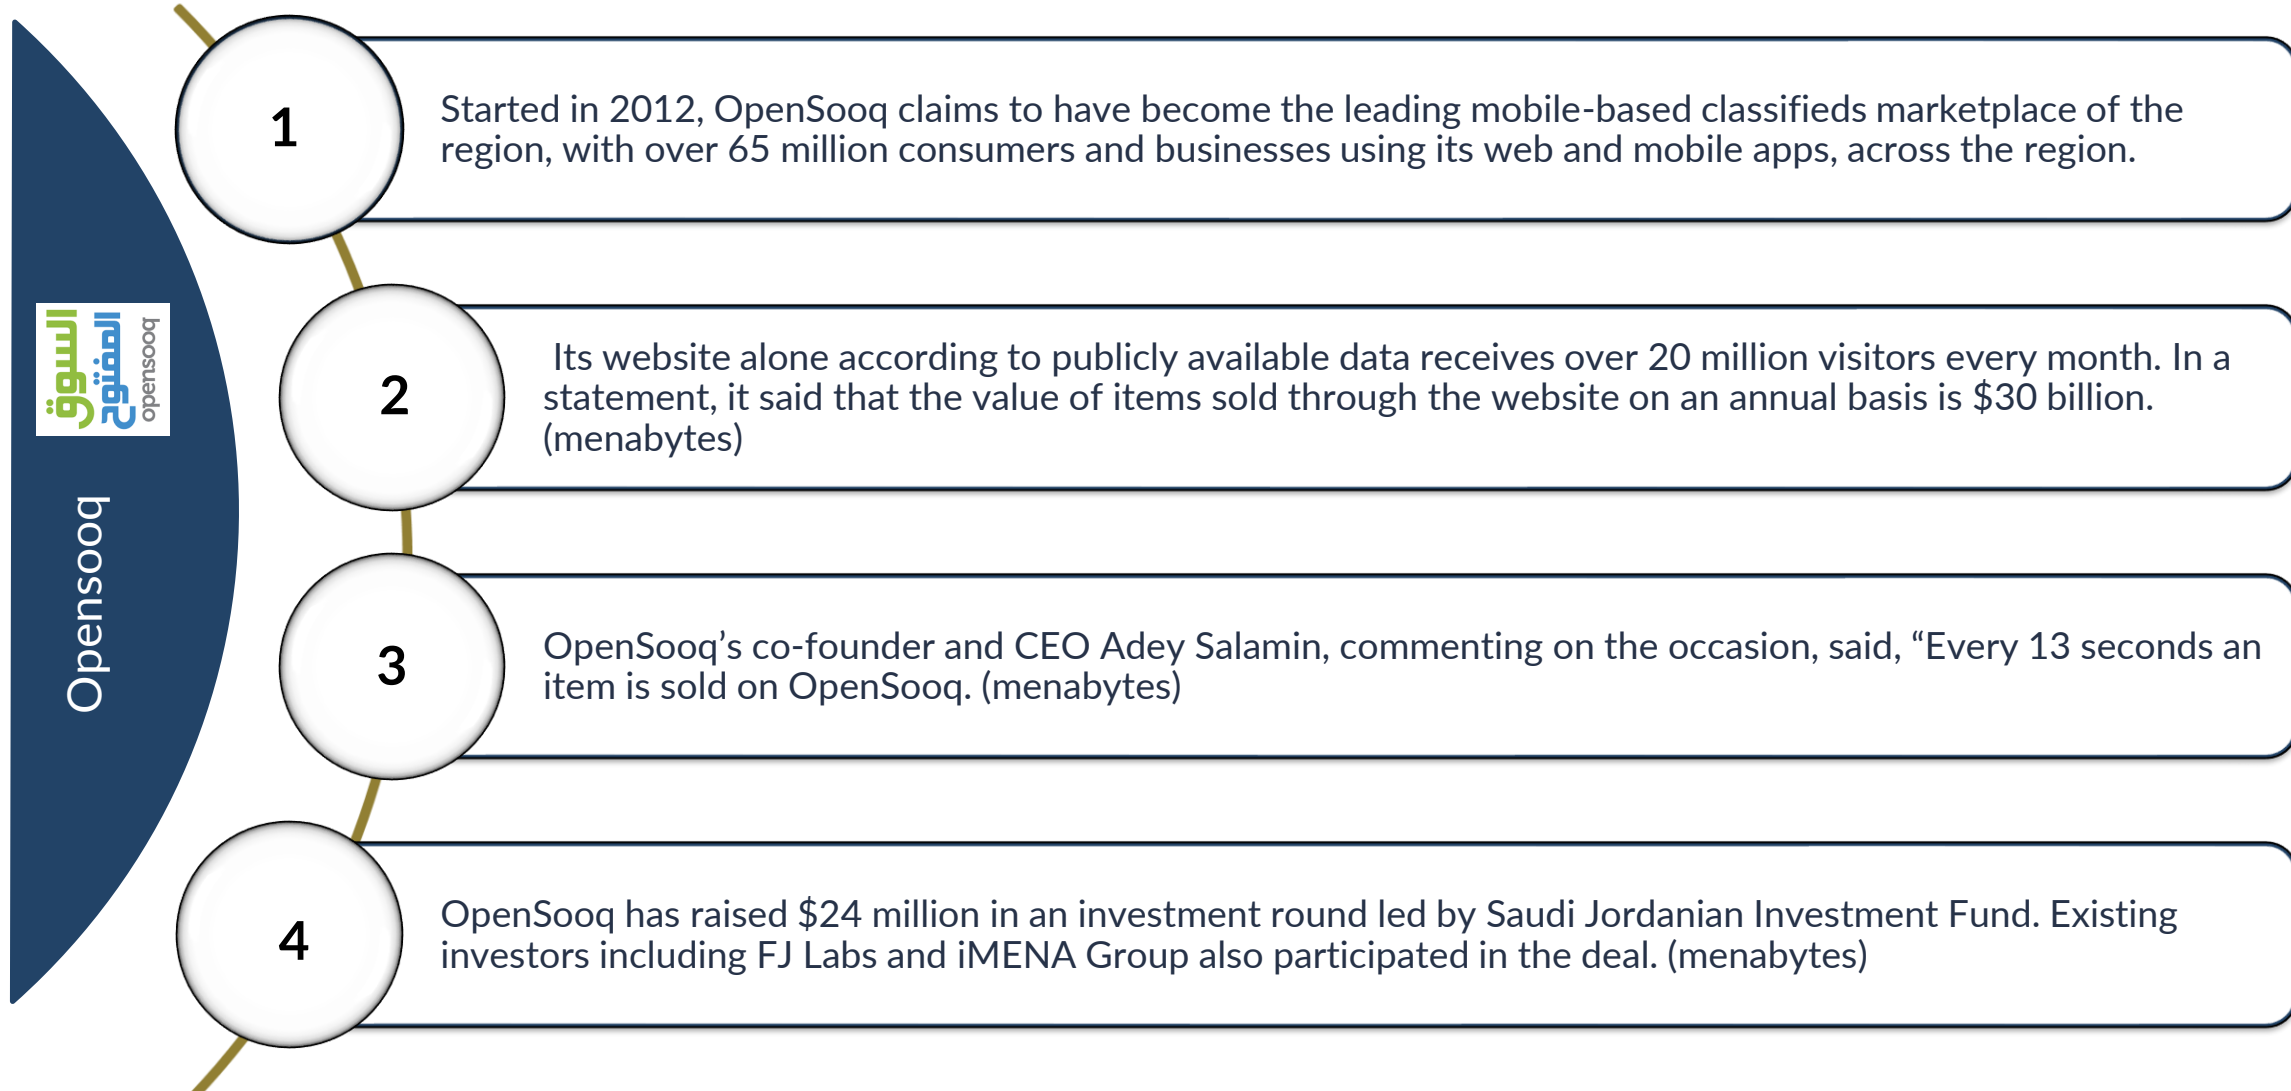 السوق
المفتوح
opensooq
Opensooq
1
Started in 2012, OpenSooq claims to have become the leading mobile-based classifieds marketplace of the
region, with over 65 million consumers and businesses using its web and mobile apps, across the region.
2
Its website alone according to publicly available data receives over 20 million visitors every month. In a
statement, it said that the value of items sold through the website on an annual basis is $30 billion.
(menabytes)
3
OpenSooq’s co-founder and CEO Adey Salamin, commenting on the occasion, said, “Every 13 seconds an
item is sold on OpenSooq. (menabytes)
4
OpenSooq has raised $24 million in an investment round led by Saudi Jordanian Investment Fund. Existing
investors including FJ Labs and iMENA Group also participated in the deal. (menabytes)